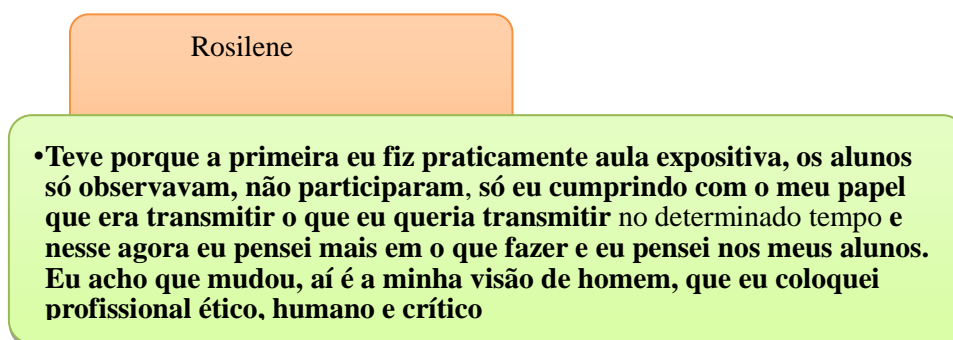 Rosilene
•Teve porque a primeira eu fiz praticamente aula expositiva, os alunos
só observavam, não participaram, só eu cumprindo com o meu papel
que era transmitir o que eu queria transmitir no determinado tempo e
nesse agora eu pensei mais em o que fazer e eu pensei nos meus alunos.
Eu acho que mudou, aí é a minha visão de homem, que eu coloquei
profissional ético, humano e crítico